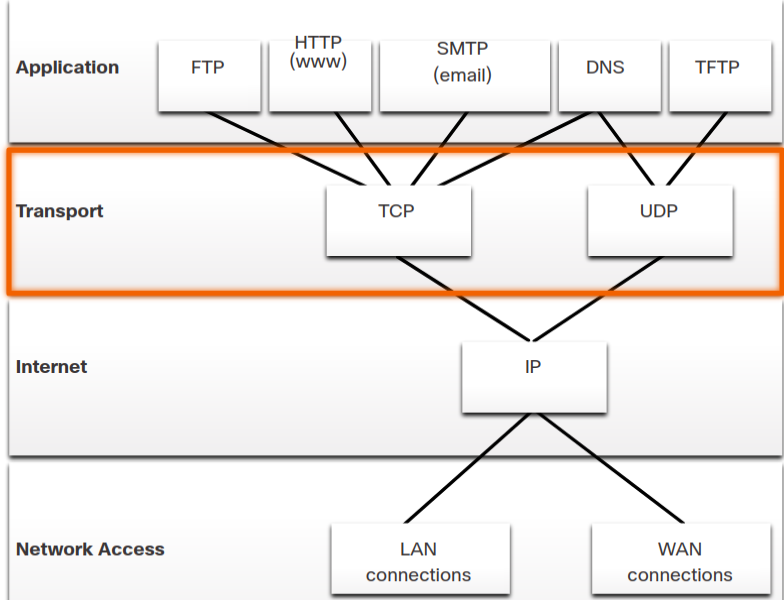 Application
FTP
HTTP
(www)
SMTP
(email)
DNS
TFTP
Transport
TCP
UDP
Internet
IP
Network Access
LAN
connections
WAN
connections